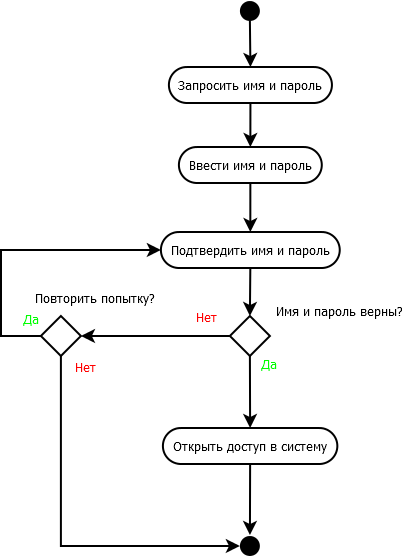 Запросить имя и пароль
Ввести имя и пароль
Подтвердить имя и пароль
Повторить попытку?
Имя и пароль верны?
Да
Нет
Нет
Да
Открыть доступ в систему